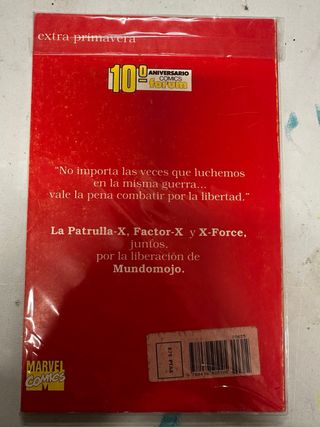 extra primavera
10º ANIVERSARIO
COMICS
forum
"No importa las veces que luchemos
en la misma guerra...
vale la pena combatir por la libertad."
La Patrulla-X, Factor-X y X-Force,
juntos,
por la liberación de
Mundomojo.
MARVEL
COMICS